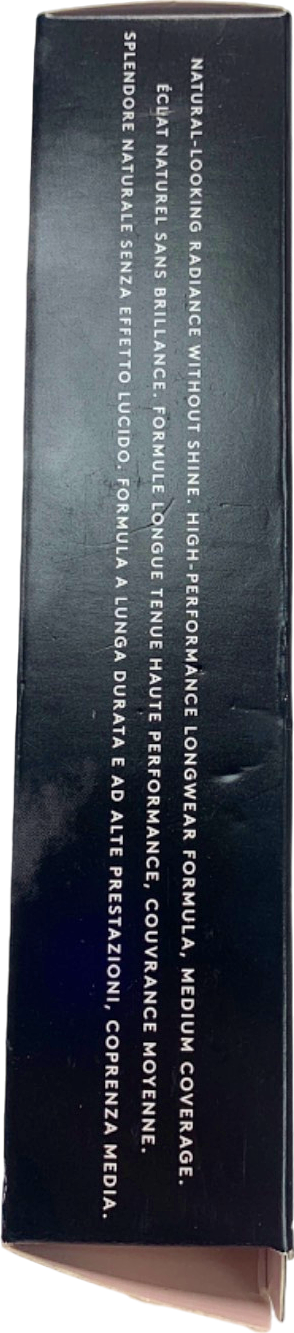 NATURAL-LOOKING RADIANCE WITHOUT SHINE. HIGH-PERFORMANCE LONGWEAR FORMULA, MEDIUM COVERAGE.
ÉCLAT NATUREL SANS BRILLANCE. FORMULE LONGUE TENUE HAUTE PERFORMANCE, COUVRANCE MOYENNE.
SPLENDORE NATURALE SENZA EFFETTO LUCIDO. FORMULA A LUNGA DURATA E AD ALTE PRESTAZIONI, COPRENZA MEDIA.